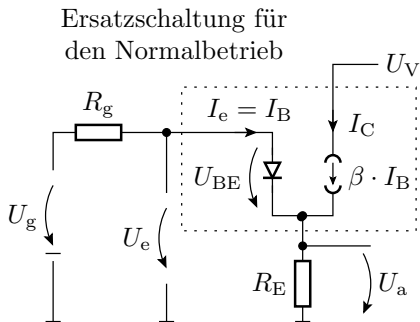 Ersatzschaltung für
den Normalbetrieb
U_V
R_g
I_e = I_B
I_C
U_BE
β · I_B
U_g
U_e
R_E
U_a